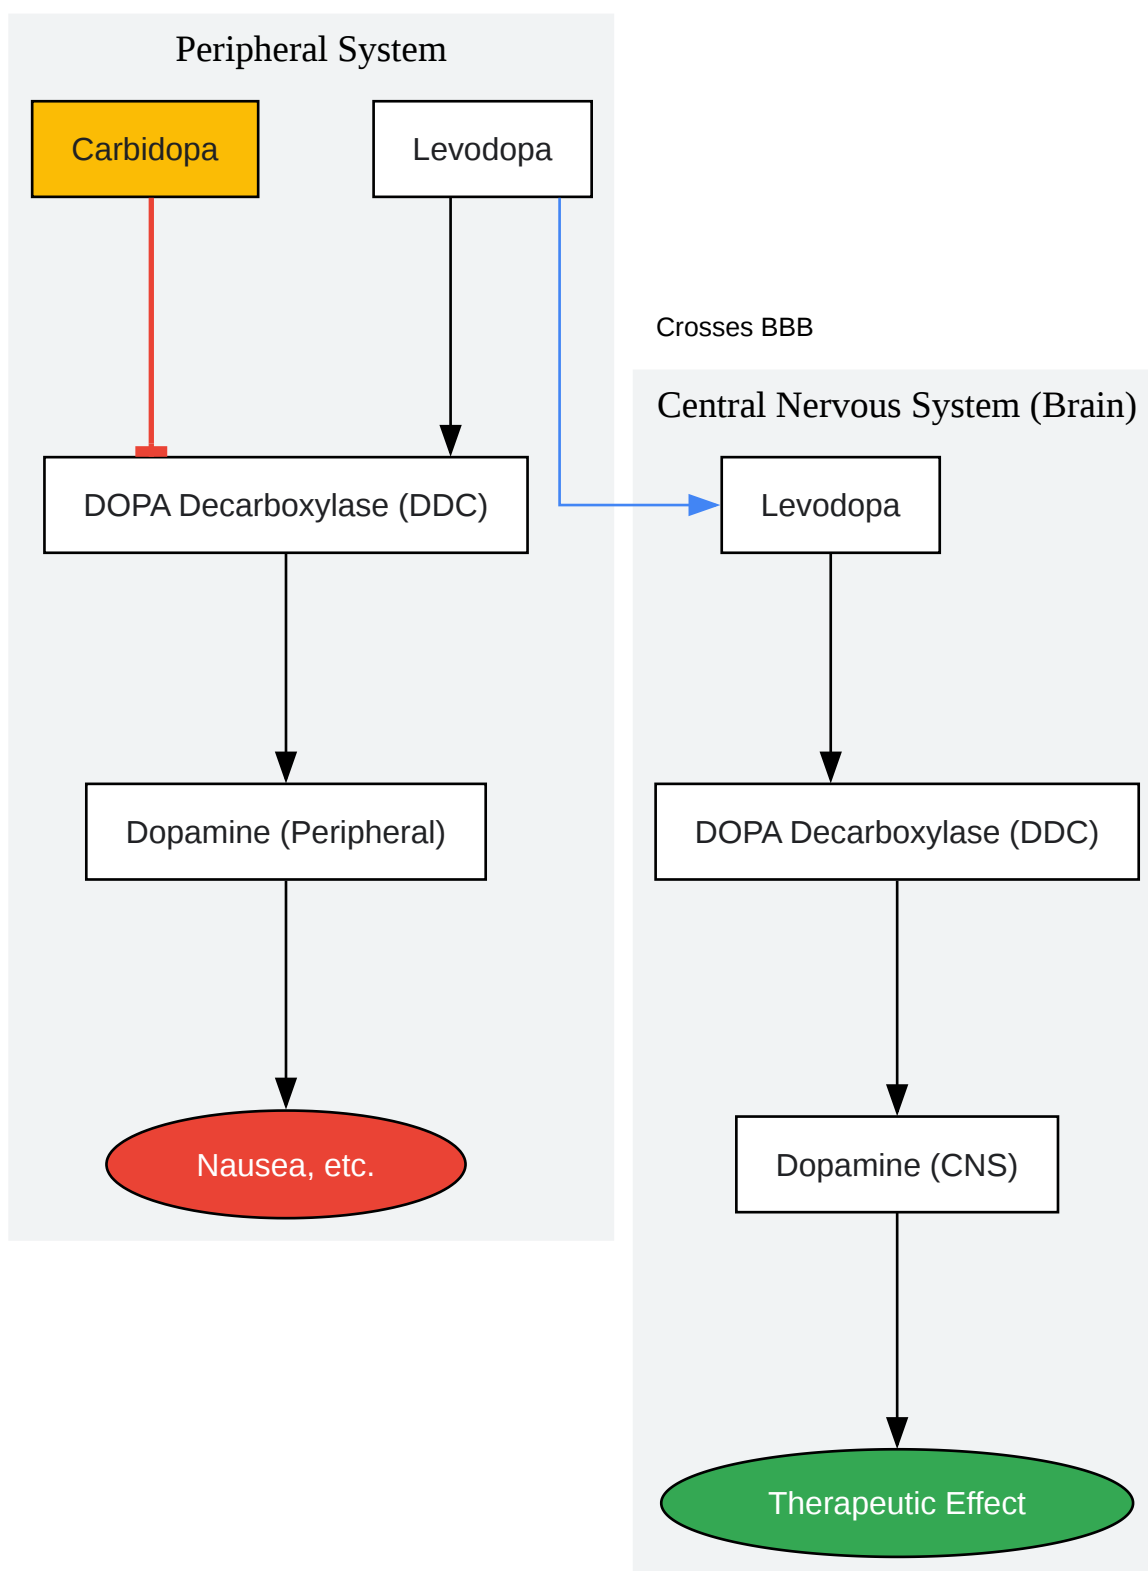 Peripheral System
Carbidopa
Levodopa
Crosses BBB
Central Nervous System (Brain)
DOPA Decarboxylase (DDC)
Levodopa
Dopamine (Peripheral)
DOPA Decarboxylase (DDC)
Nausea, etc.
Dopamine (CNS)
Therapeutic Effect